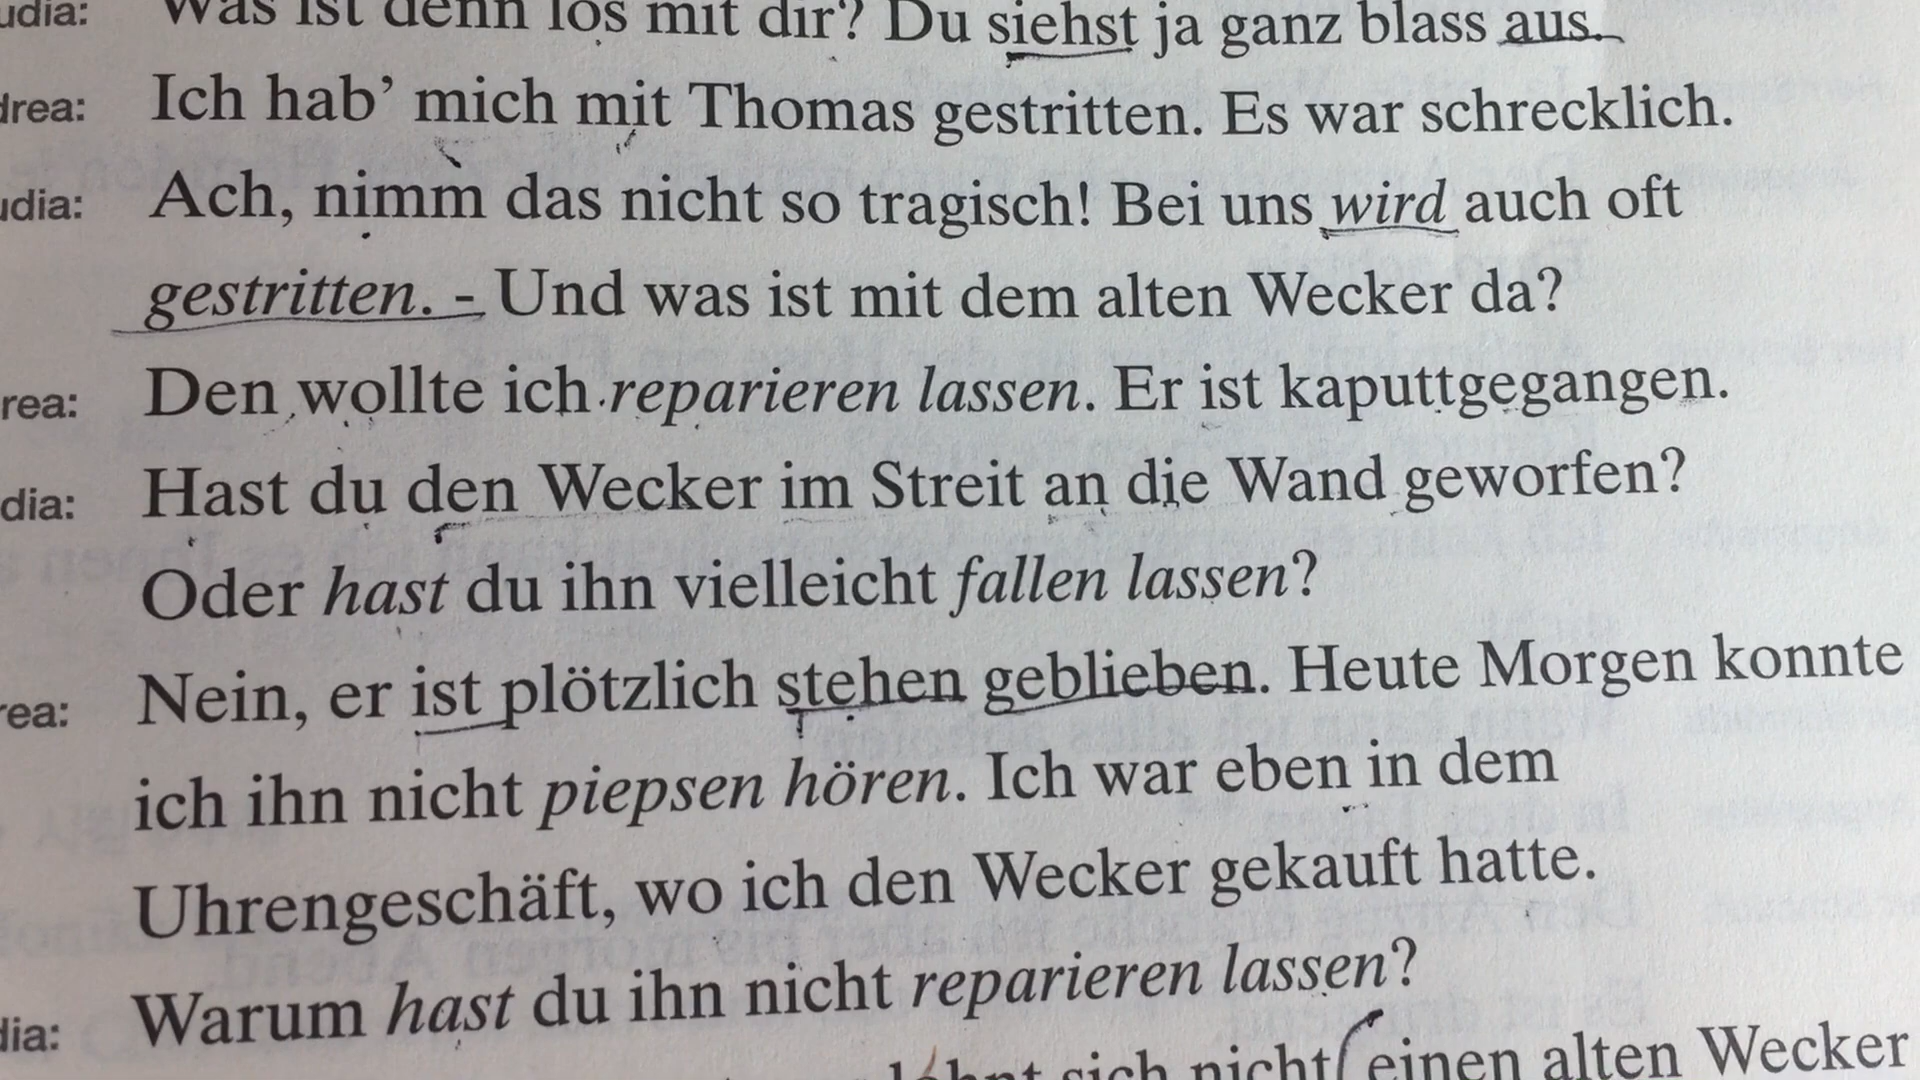 udia: Was ist denn los mit dir? Du siehst ja ganz blass aus.
drea: Ich hab’ mich mit Thomas gestritten. Es war schrecklich.
udia: Ach, nimm das nicht so tragisch! Bei uns wird auch oft
gestritten. - Und was ist mit dem alten Wecker da?
rea: Den wollte ich reparieren lassen. Er ist kaputtgegangen.
dia: Hast du den Wecker im Streit an die Wand geworfen?
Oder hast du ihn vielleicht fallen lassen?
rea: Nein, er ist plötzlich stehen geblieben. Heute Morgen konnte
ich ihn nicht piepsen hören. Ich war eben in dem
Uhrengeschäft, wo ich den Wecker gekauft hatte.
dia: Warum hast du ihn nicht reparieren lassen?
lohnt sich nicht einen alten Wecker